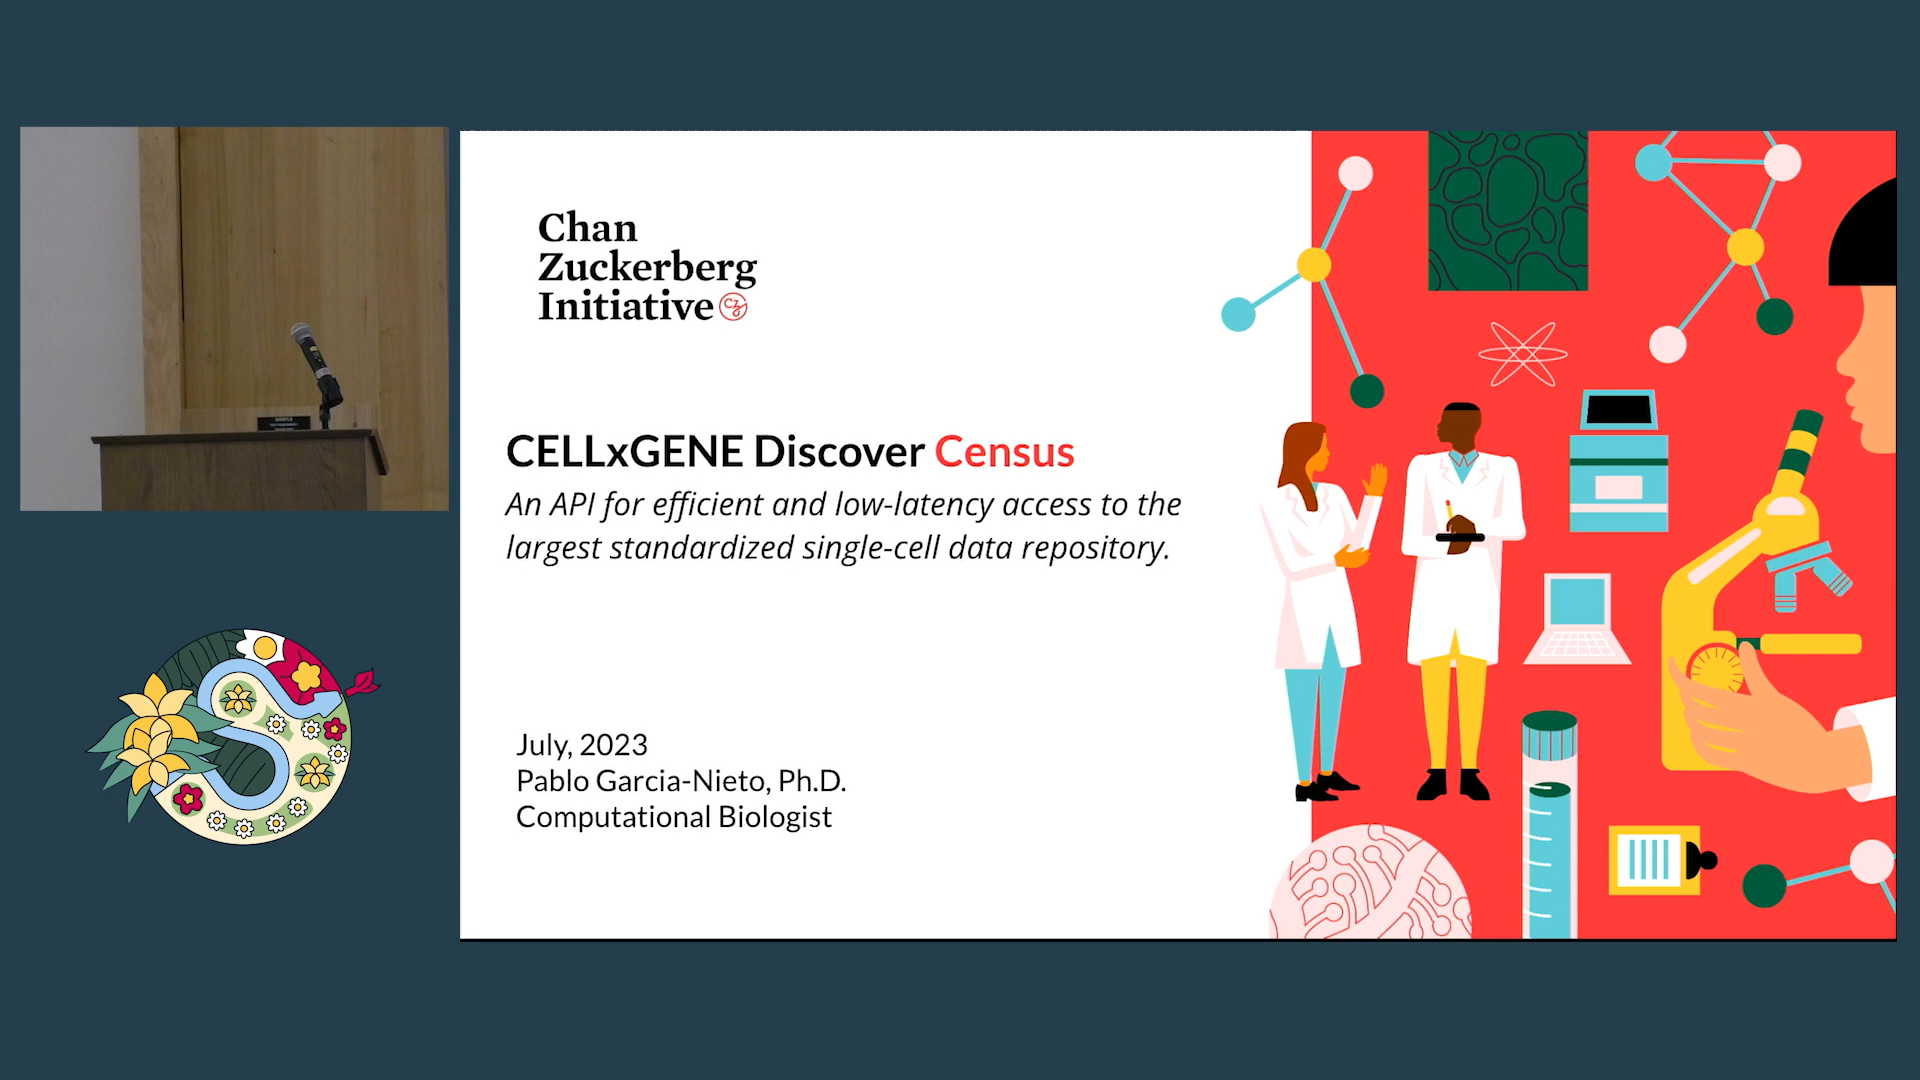 Chan
Zuckerberg
Initiative
CELLxGENE Discover Census
An API for efficient and low-latency access to the
largest standardized single-cell data repository.
July, 2023
Pablo Garcia-Nieto, Ph.D.
Computational Biologist